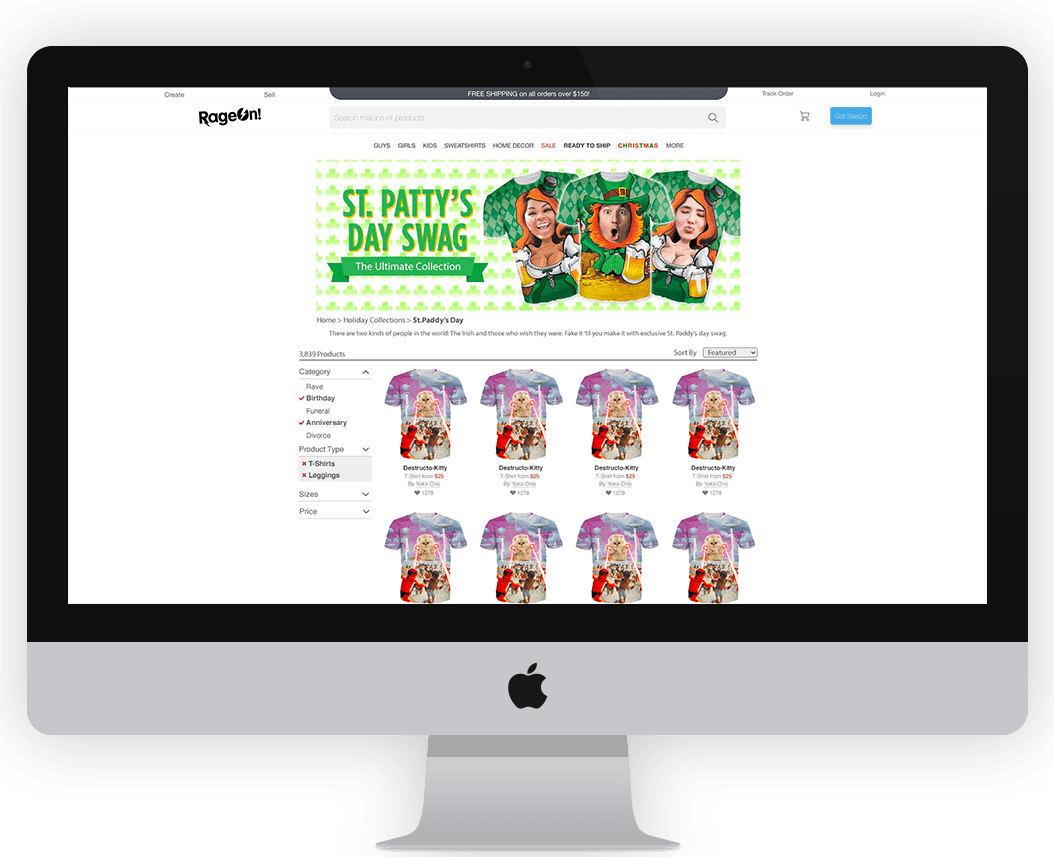 Create
Sell
FREE SHIPPING on all orders over $150!
Track Order
Login
RageOn!
Search millions of products
Get Started
GUYS GIRLS KIDS SWEATSHIRTS HOME DECOR SALE READY TO SHIP CHRISTMAS MORE
ST. PATTY'S
DAY SWAG
The Ultimate Collection
Home > Holiday Collections > St.Paddy's Day
There are two kinds of people in the world: The Irish and those who wish they were. Fake it 'til you make it with exclusive St. Paddy's day swag.
3,839 Products
Sort By Featured
Category
Rave
Birthday
Funeral
Anniversary
Divorce
Product Type
T-Shirts
Leggings
Sizes
Price
Destructo-Kitty Destructo-Kitty Destructo-Kitty Destructo-Kitty
T-Shirt from $25 T-Shirt from $25 T-Shirt from $25 T-Shirt from $25
By Yoko Ono By Yoko Ono By Yoko Ono By Yoko Ono
1278 1278 1278 1278